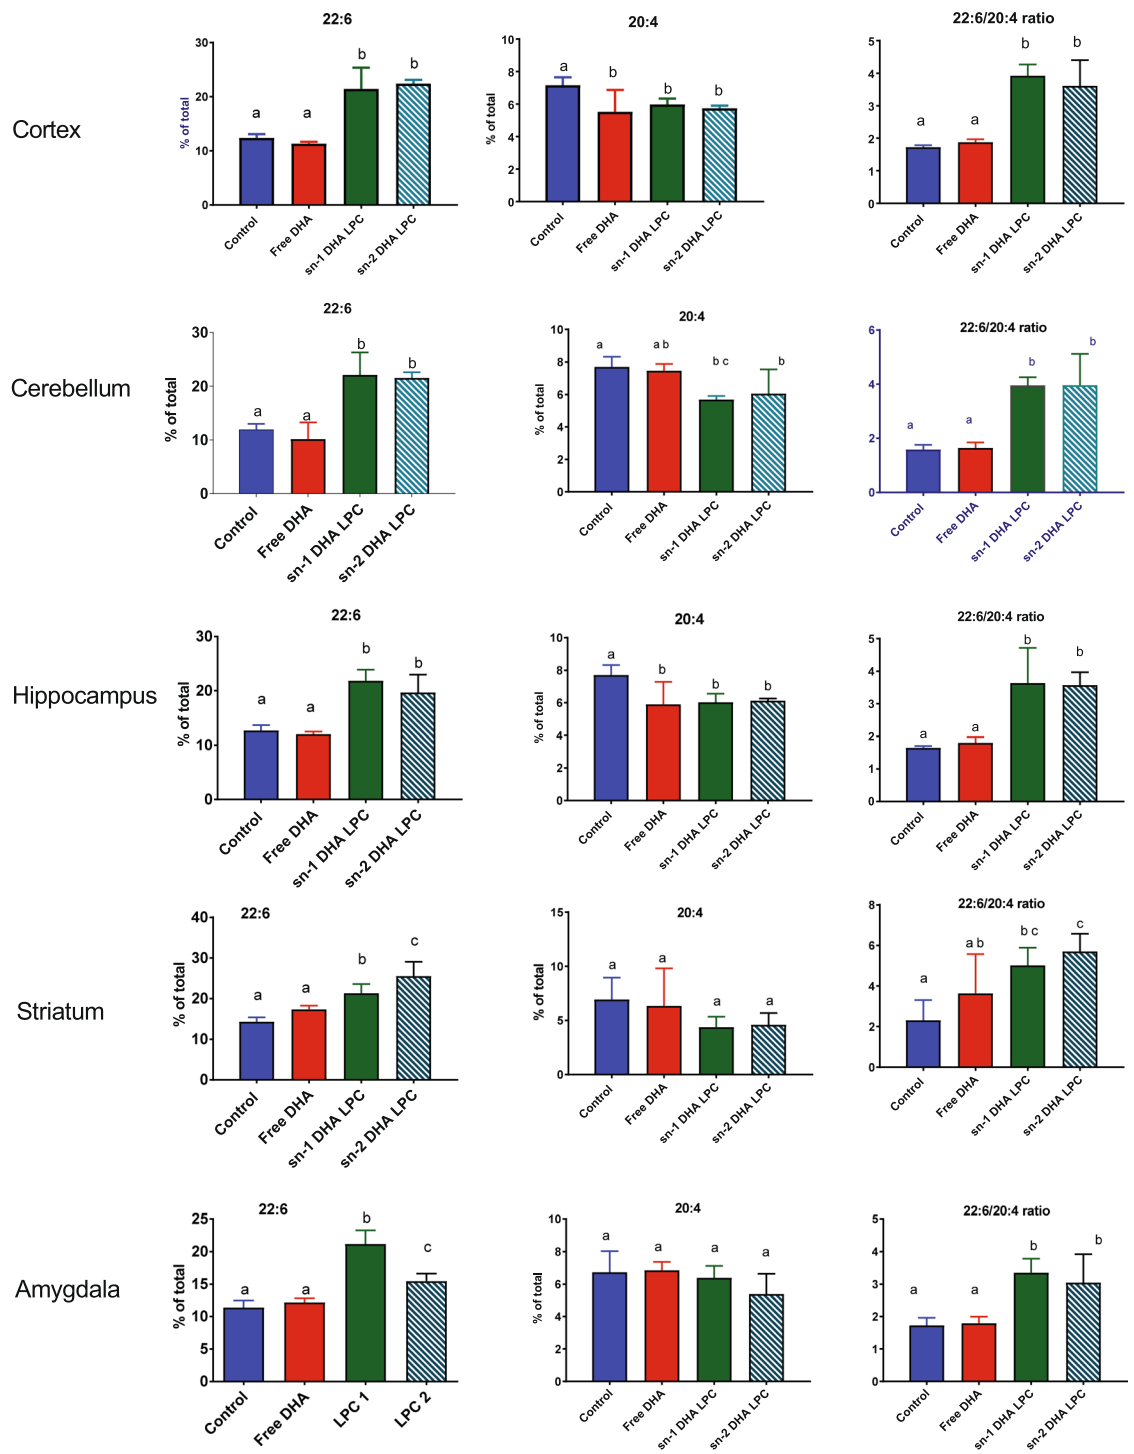 Cortex
22:6
% of total
30
20
10
0
a
a
b
b
Control
Free DHA
sn-1 DHA LPC
sn-2 DHA LPC
20:4
% of total
10
8
6
4
2
0
a
b
b
b
Control
Free DHA
sn-1 DHA LPC
sn-2 DHA LPC
22:6/20:4 ratio
5
4
3
2
1
0
a
a
b
b
Control
Free DHA
sn-1 DHA LPC
sn-2 DHA LPC
Cerebellum
22:6
% of total
30
20
10
0
a
a
b
b
Control
Free DHA
sn-1 DHA LPC
sn-2 DHA LPC
20:4
% of total
10
8
6
4
2
0
a
a b
b c
b
Control
Free DHA
sn-1 DHA LPC
sn-2 DHA LPC
22:6/20:4 ratio
6
4
2
0
a
a
b
b
Control
Free DHA
sn-1 DHA LPC
sn-2 DHA LPC
Hippocampus
22:6
% of total
30
20
10
0
a
a
b
b
Control
Free DHA
sn-1 DHA LPC
sn-2 DHA LPC
20:4
% of total
10
8
6
4
2
0
a
b
b
b
Control
Free DHA
sn-1 DHA LPC
sn-2 DHA LPC
22:6/20:4 ratio
5
4
3
2
1
0
a
a
b
b
Control
Free DHA
sn-1 DHA LPC
sn-2 DHA LPC
Striatum
22:6
% of total
40
30
20
10
0
a
a
b
c
Control
Free DHA
sn-1 DHA LPC
sn-2 DHA LPC
20:4
% of total
15
10
5
0
a
a
a
a
Control
Free DHA
sn-1 DHA LPC
sn-2 DHA LPC
22:6/20:4 ratio
8
6
4
2
0
a
a b
b c
c
Control
Free DHA
sn-1 DHA LPC
sn-2 DHA LPC
Amygdala
22:6
% of total
25
20
15
10
5
0
a
a
b
c
Control
Free DHA
LPC 1
LPC 2
20:4
% of total
10
8
6
4
2
0
a
a
a
a
Control
Free DHA
sn-1 DHA LPC
sn-2 DHA LPC
22:6/20:4 ratio
5
4
3
2
1
0
a
a
b
b
Control
Free DHA
sn-1 DHA LPC
sn-2 DHA LPC